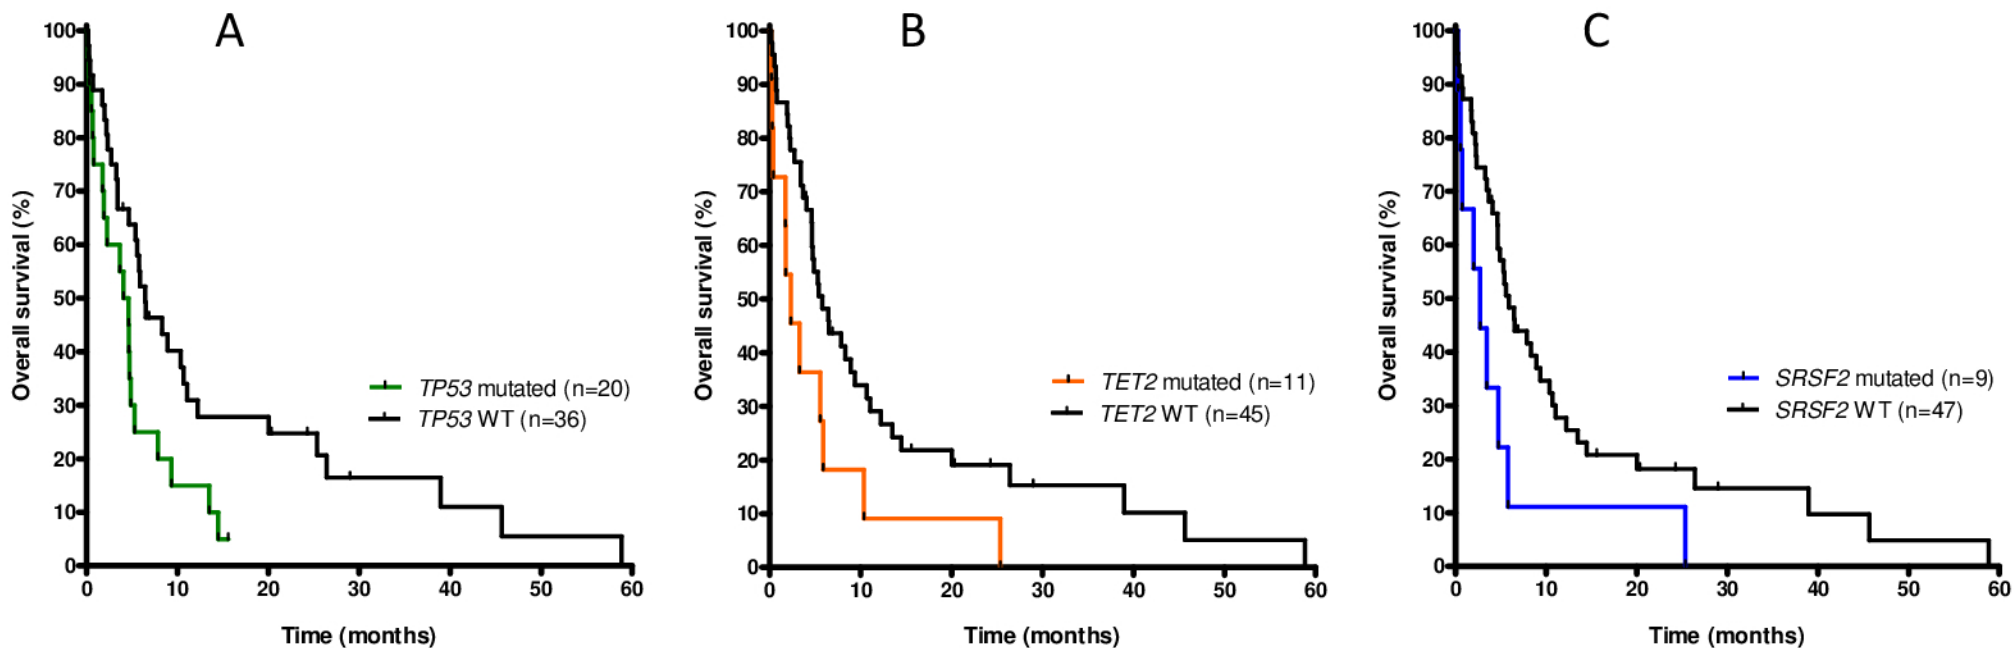 A
100
90
80
70
60
50
40
30
20
10
0
Overall survival (%)
TP53 mutated (n=20)
TP53 WT (n=36)
0 10 20 30 40 50 60
Time (months)
B
100
90
80
70
60
50
40
30
20
10
0
Overall survival (%)
TET2 mutated (n=11)
TET2 WT (n=45)
0 10 20 30 40 50 60
Time (months)
C
100
90
80
70
60
50
40
30
20
10
0
Overall survival (%)
SRSF2 mutated (n=9)
SRSF2 WT (n=47)
0 10 20 30 40 50 60
Time (months)